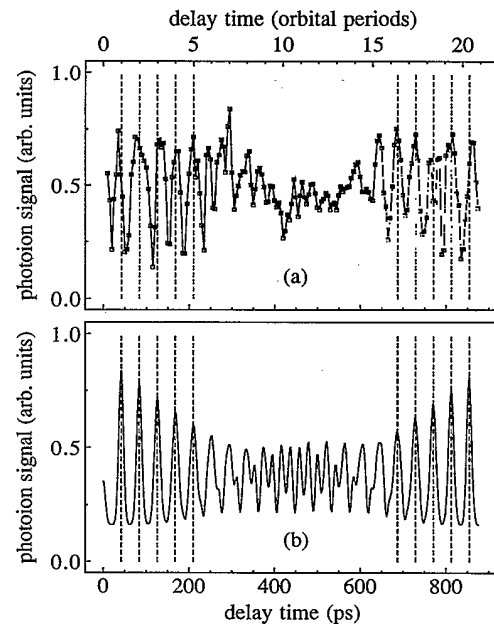 delay time (orbital periods)
0 5 10 15 20
1.0
0.5
0.0
photoion signal (arb. units)
(a)
1.0
0.5
0.0
photoion signal (arb. units)
(b)
0 200 400 600 800
delay time (ps)